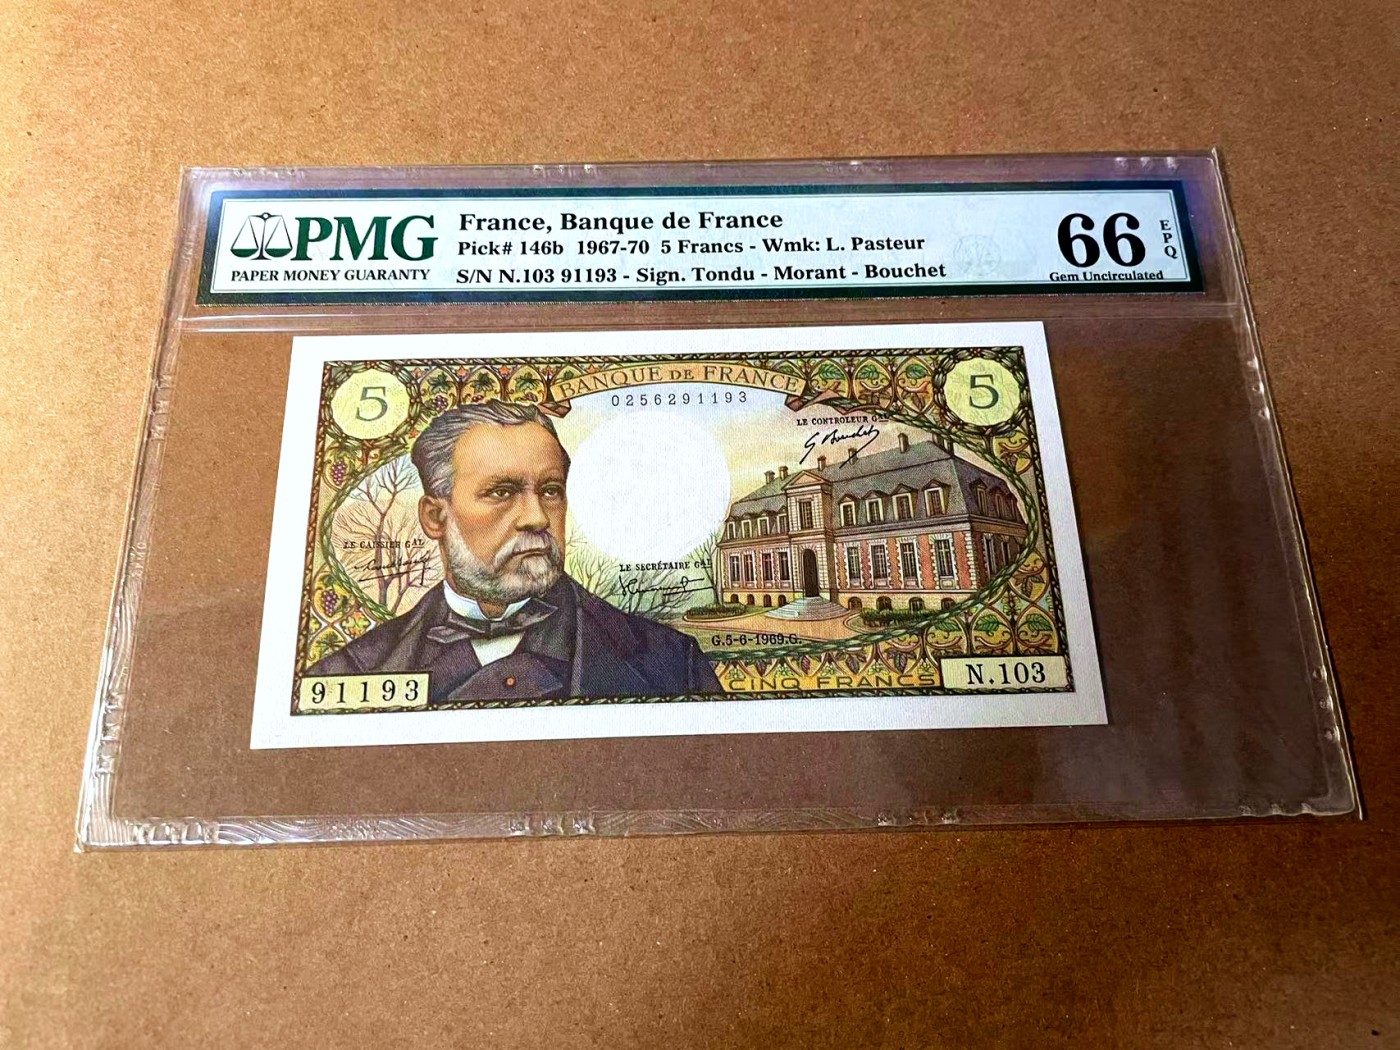 PMG
PAPER MONEY GUARANTY
France, Banque de France
Pick# 146b 1967-70 5 Francs - Wmk: L. Pasteur
S/N N.103 91193 - Sign. Tondu - Morant - Bouchet
66
EPQ
Gem Uncirculated
5
BANQUE DE FRANCE
5
0256291193
LE CONTROLEUR GAL
G Bouchet
LE CAISSIER GAL
LE SECRÉTAIRE GAL
G.5-6-1969.G.
91193
CINQ FRANCS
N.103